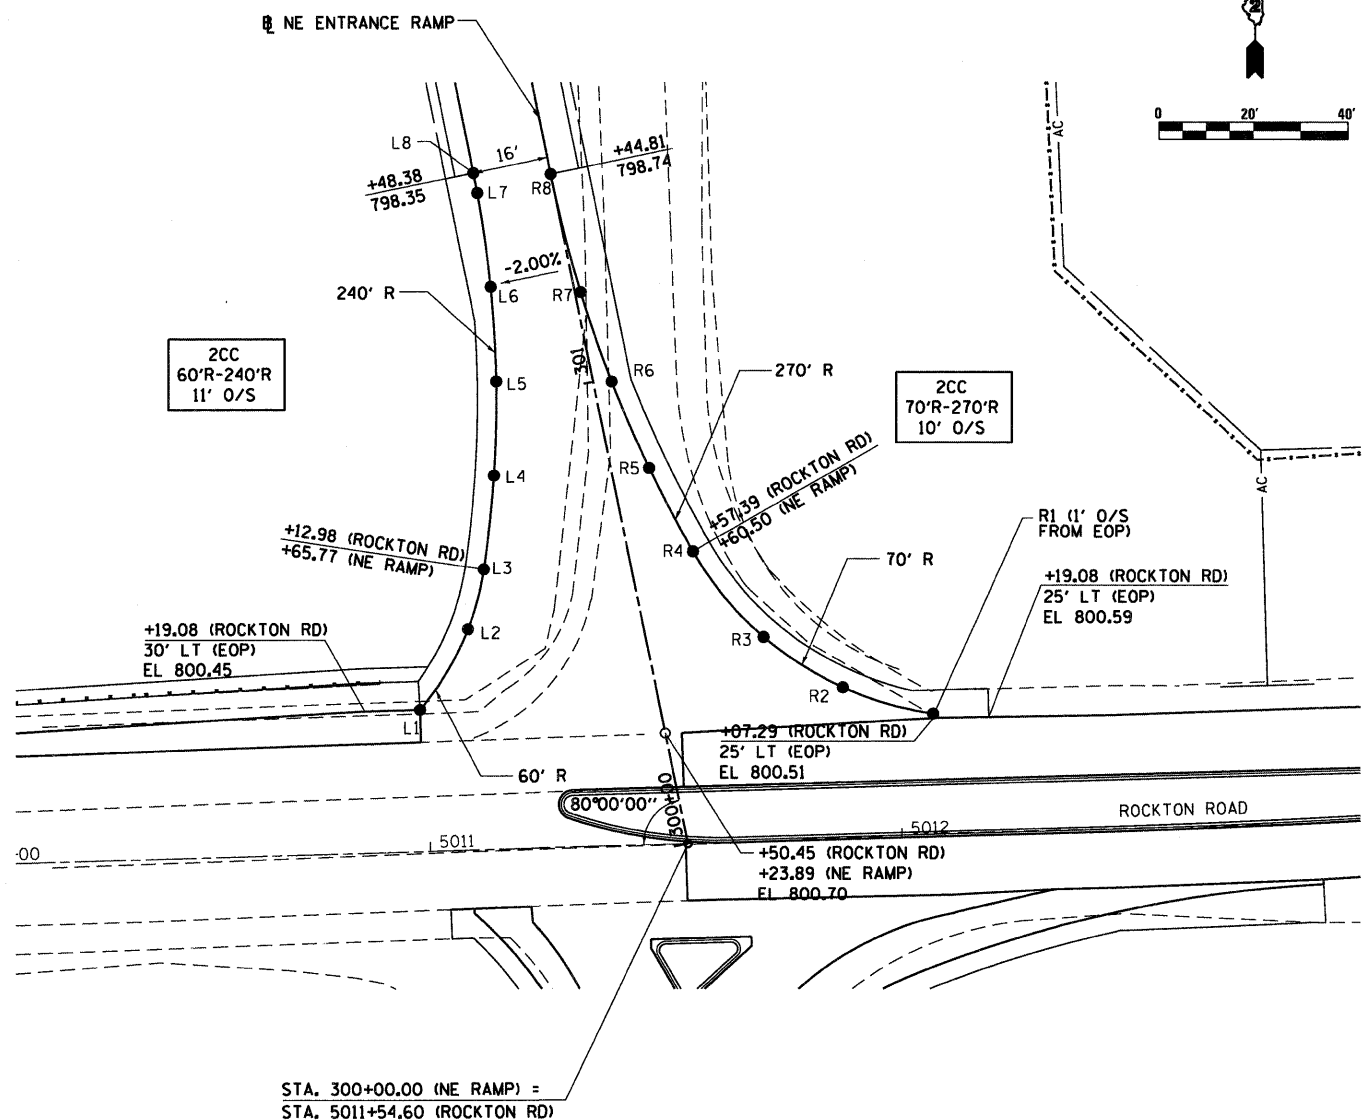 2
℄ NE ENTRANCE RAMP
0 20' 40'
AC
L8
16'
+44.81
798.74
+48.38
798.35
L7
R8
-2.00%
L6
R7
240' R
2CC
60'R-240'R
11' O/S
301
L5
R6
270' R
2CC
70'R-270'R
10' O/S
L4
R5
+57.39 (ROCKTON RD)
+60.50 (NE RAMP)
AC
+12.98 (ROCKTON RD)
+65.77 (NE RAMP)
L3
R4
R1 (1' O/S
FROM EOP)
70' R
+19.08 (ROCKTON RD)
25' LT (EOP)
EL 800.59
+19.08 (ROCKTON RD)
30' LT (EOP)
EL 800.45
L2
R3
R2
L1
+07.29 (ROCKTON RD)
25' LT (EOP)
EL 800.51
60' R
80°00'00''
300+00
ROCKTON ROAD
5011
5012
-00
+50.45 (ROCKTON RD)
+23.89 (NE RAMP)
EL 800.70
STA. 300+00.00 (NE RAMP) =
STA. 5011+54.60 (ROCKTON RD)